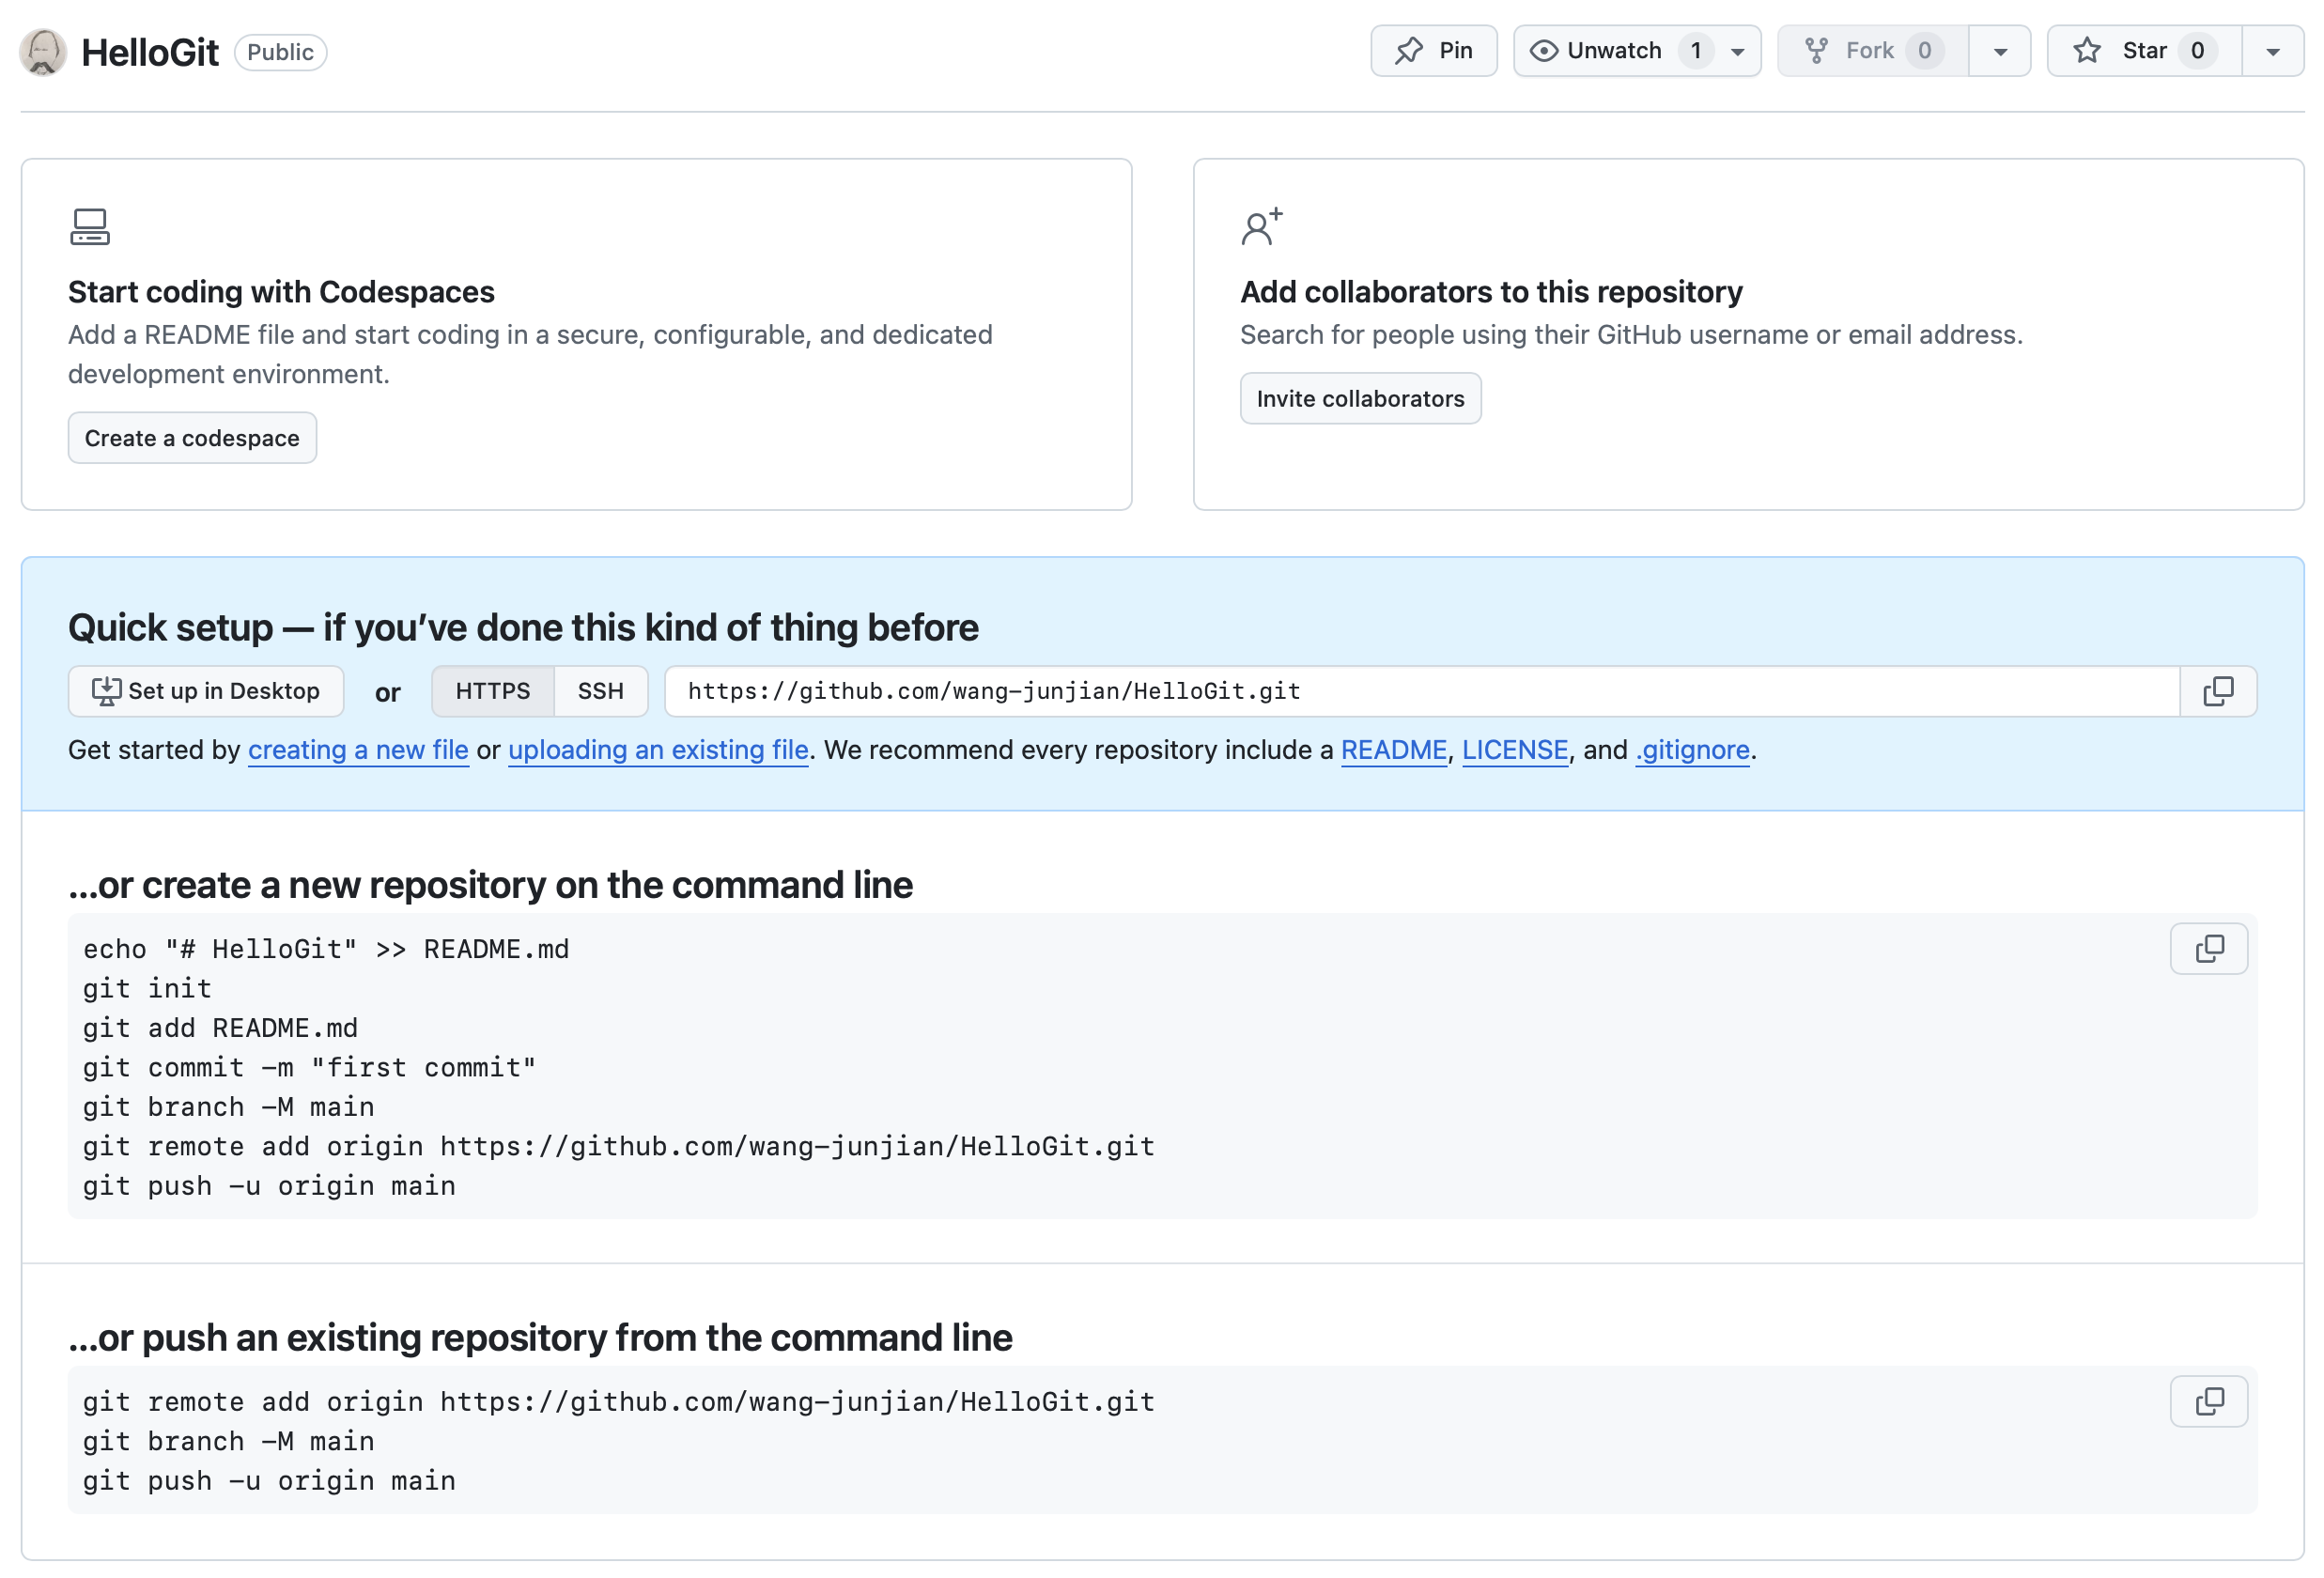 HelloGit Public Pin Unwatch 1 Fork 0 Star 0
Start coding with Codespaces
Add a README file and start coding in a secure, configurable, and dedicated
development environment.
Create a codespace
Add collaborators to this repository
Search for people using their GitHub username or email address.
Invite collaborators
Quick setup — if you’ve done this kind of thing before
Set up in Desktop or HTTPS SSH https://github.com/wang-junjian/HelloGit.git
Get started by creating a new file or uploading an existing file. We recommend every repository include a README, LICENSE, and .gitignore.
…or create a new repository on the command line
echo "# HelloGit" >> README.md
git init
git add README.md
git commit -m "first commit"
git branch -M main
git remote add origin https://github.com/wang-junjian/HelloGit.git
git push -u origin main
…or push an existing repository from the command line
git remote add origin https://github.com/wang-junjian/HelloGit.git
git branch -M main
git push -u origin main